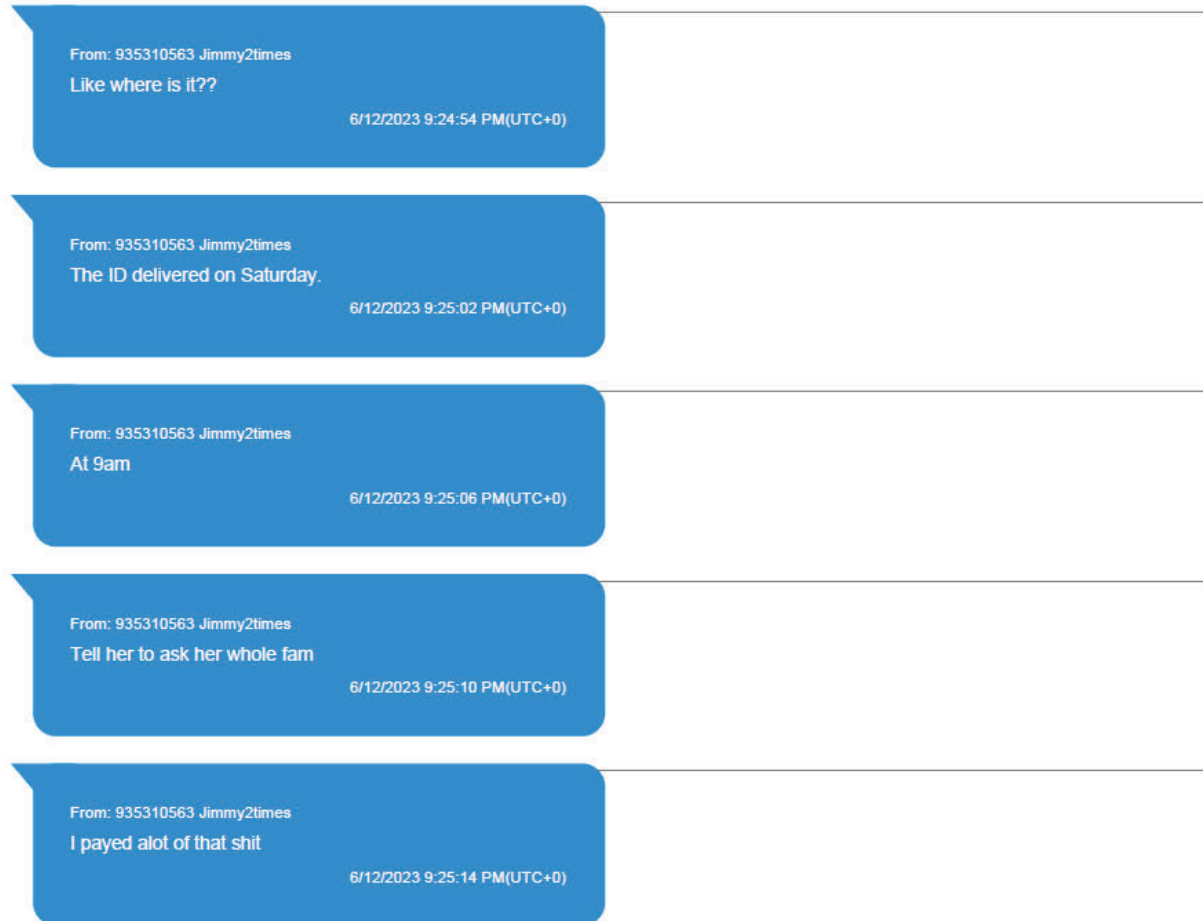 From: 935310563 Jimmy2times
Like where is it??
6/12/2023 9:24:54 PM(UTC+0)
From: 935310563 Jimmy2times
The ID delivered on Saturday.
6/12/2023 9:25:02 PM(UTC+0)
From: 935310563 Jimmy2times
At 9am
6/12/2023 9:25:06 PM(UTC+0)
From: 935310563 Jimmy2times
Tell her to ask her whole fam
6/12/2023 9:25:10 PM(UTC+0)
From: 935310563 Jimmy2times
I payed alot of that shit
6/12/2023 9:25:14 PM(UTC+0)